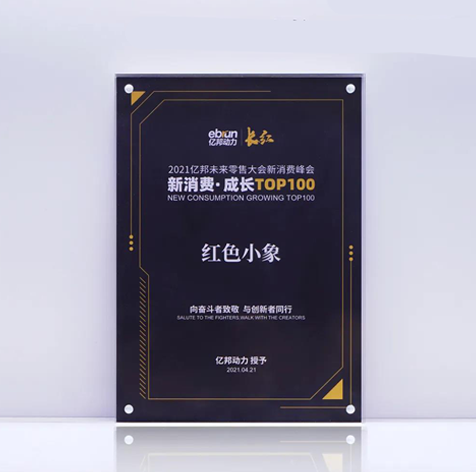 ebrun 长红
亿邦动力
2021亿邦未来零售大会新消费峰会
新消费·成长TOP100
NEW CONSUMPTION GROWING TOP100
红色小象
向奋斗者致敬 与创新者同行
SALUTE TO THE FIGHTERS,WALK WITH THE CREATORS
亿邦动力 授予
2021.04.21